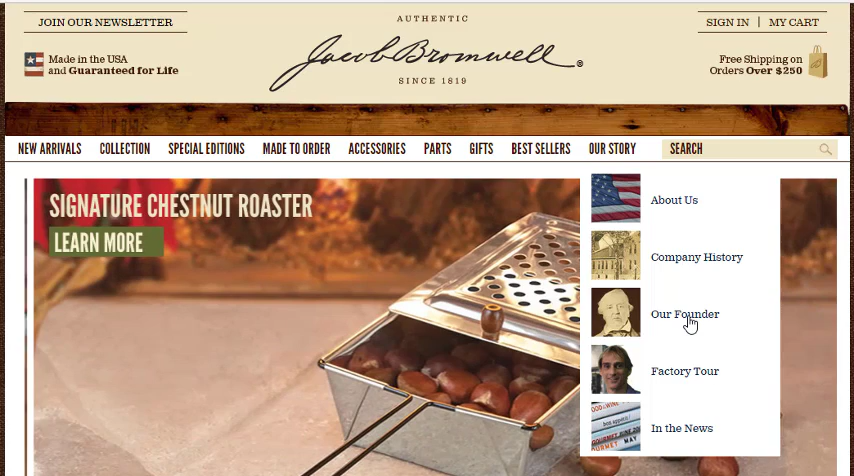 JOIN OUR NEWSLETTER
AUTHENTIC
SIGN IN | MY CART
Made in the USA
and Guaranteed for Life
Jacob Bromwell®
Free Shipping on
Orders Over $250
SINCE 1819
NEW ARRIVALS COLLECTION SPECIAL EDITIONS MADE TO ORDER ACCESSORIES PARTS GIFTS BEST SELLERS OUR STORY SEARCH
SIGNATURE CHESTNUT ROASTER
LEARN MORE
About Us
Company History
Our Founder
Factory Tour
In the News